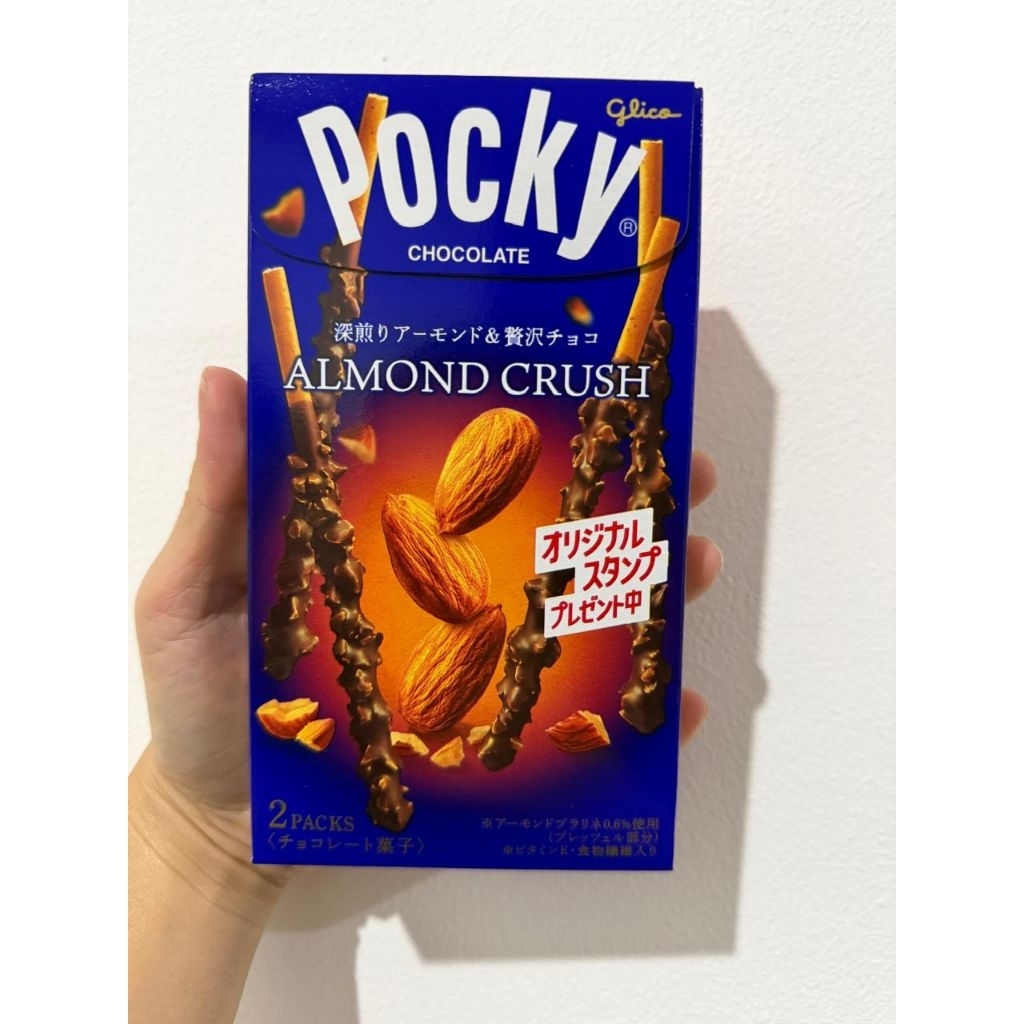 Glico
Pocky
®
CHOCOLATE
深煎りアーモンド&贅沢チョコ
ALMOND CRUSH
オリジナル
スタンプ
プレゼント中
2 PACKS
〈チョコレート菓子〉
※アーモンドプラリネ0.6%使用
(プレッツェル部分)
※ビタミンE・食物繊維入り